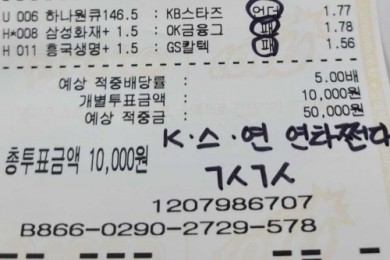 U 006 하나원큐146.5 : KB스타즈 언더 1.77
H*008 삼성화재+ 1.5 : OK금융그 패 1.78
H 011 흥국생명+ 1.5 : GS칼텍 패 1.56
예상 적중배당률 : 5.00배
개별투표금액 : 10,000원
예상 적중금 : 50,000원
K·스·연 연타쩐다
총투표금액 10,000원
ㄱㅅㄱㅅ
1207986707
B866-0290-2729-578